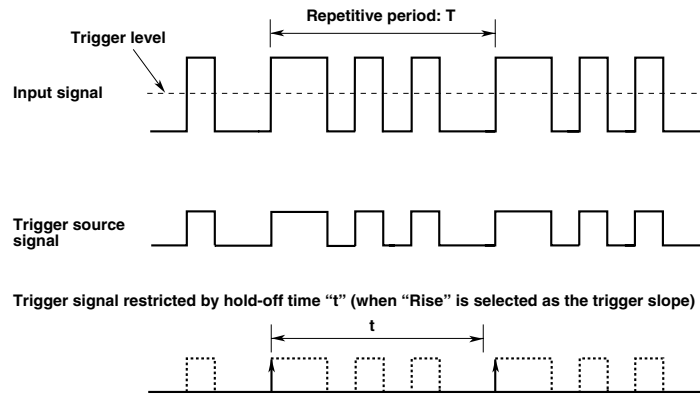 Repetitive period: T
Trigger level
Input signal
Trigger source
signal
Trigger signal restricted by hold-off time “t” (when “Rise” is selected as the trigger slope)
t